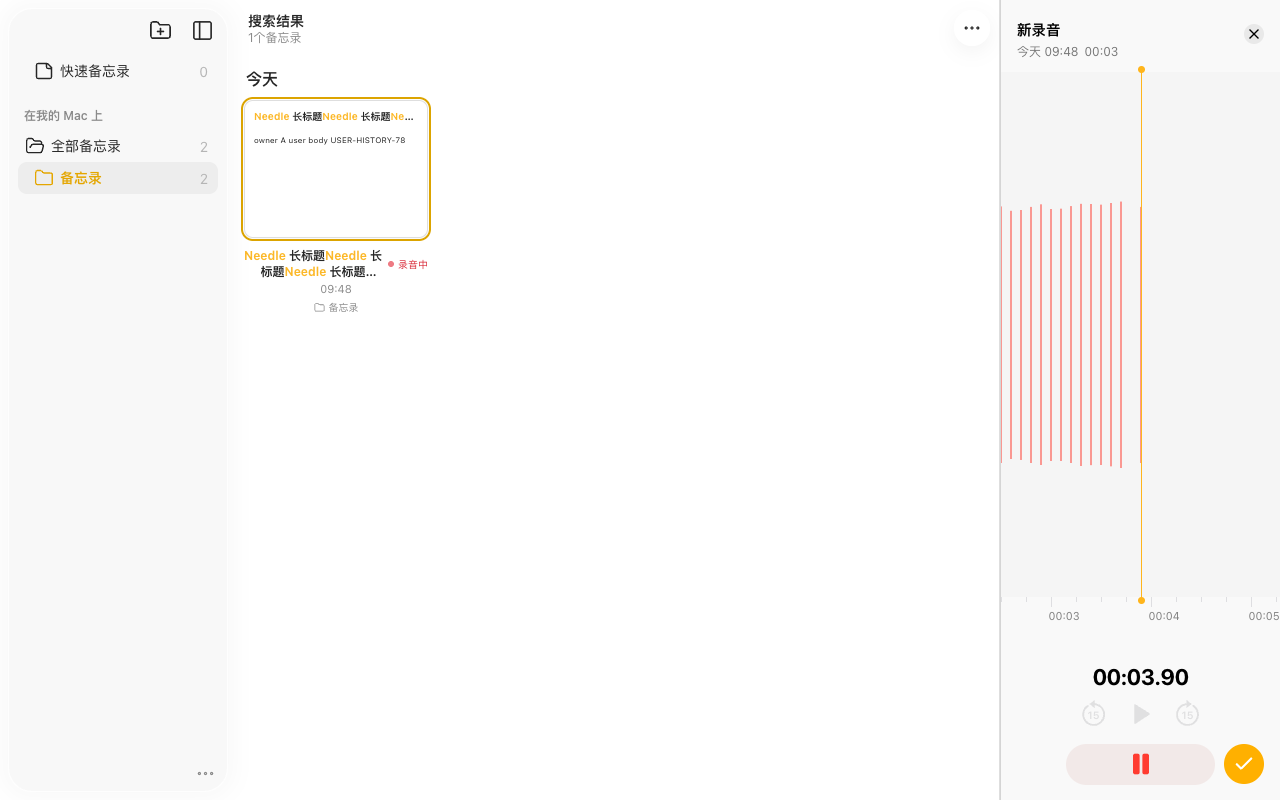 快速备忘录 0
在我的 Mac 上
全部备忘录 2
备忘录 2
搜索结果
1个备忘录
今天
Needle 长标题Needle 长标题Ne...
owner A user body USER-HISTORY-78
Needle 长标题Needle 长
标题Needle 长标题...
录音中
09:48
备忘录
新录音
今天 09:48 00:03
00:03 00:04 00:05
00:03.90
15 15